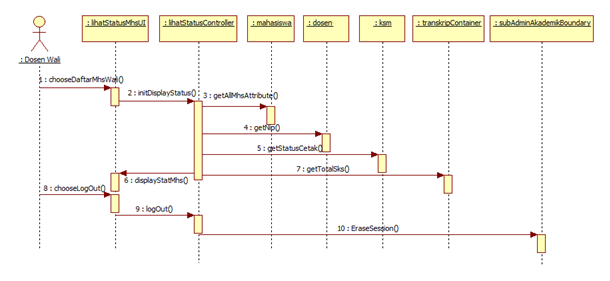 : lihatStatusMhsUI
: lihatStatusController
: mahasiswa
: dosen
: ksm
: transkripContainer
: subAdminAkademikBoundary
: Dosen Wali
1 : chooseDaftarMhsWali()
2 : initDisplayStatus()
3 : getAllMhsAttribute()
4 : getNip()
5 : getStatusCetak()
7 : getTotalSks()
6 : displayStatMhs()
8 : chooseLogOut()
9 : logOut()
10 : EraseSession()